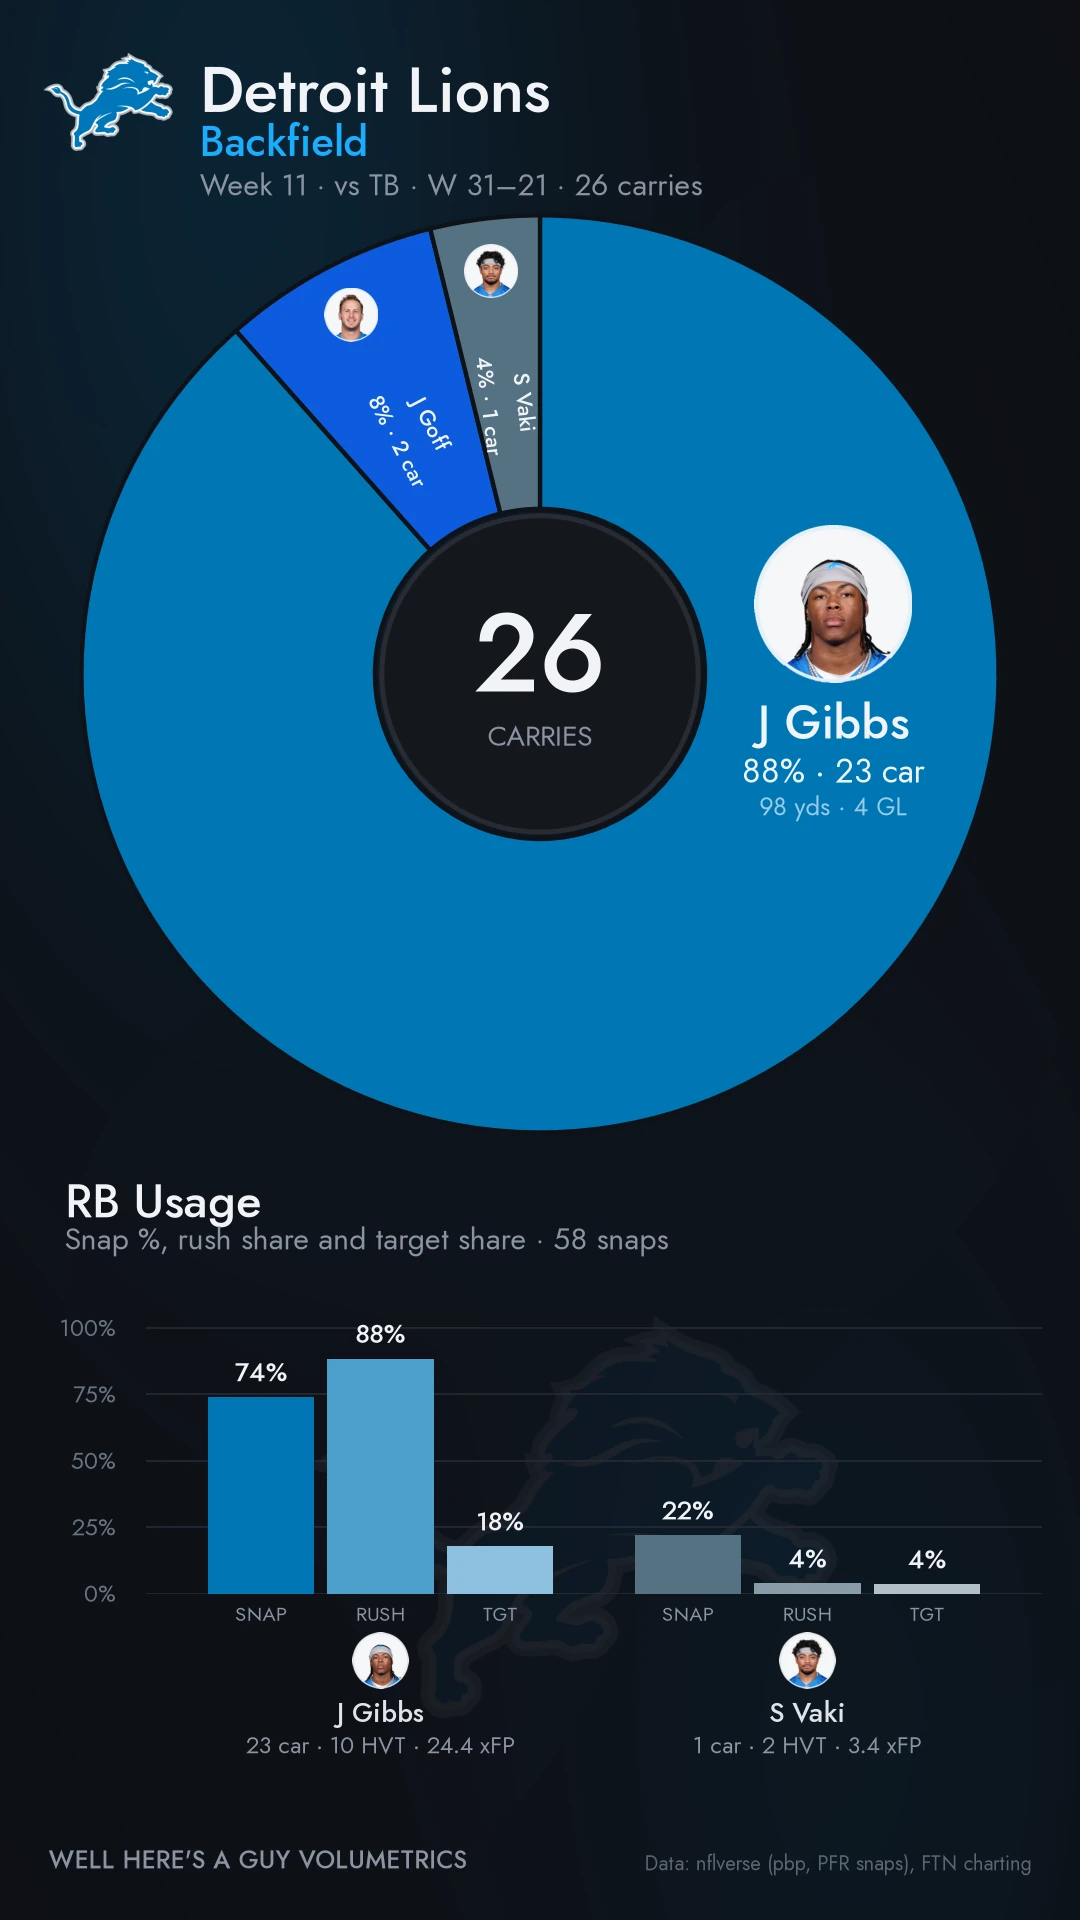 Detroit Lions
Backfield
Week 11 · vs TB · W 31–21 · 26 carries
J Goff
8% · 2 car
S Vaki
4% · 1 car
26
CARRIES
J Gibbs
88% · 23 car
98 yds · 4 GL
RB Usage
Snap %, rush share and target share · 58 snaps
100%
75%
50%
25%
0%
74%
88%
18%
22%
4%
4%
SNAP
RUSH
TGT
SNAP
RUSH
TGT
J Gibbs
23 car · 10 HVT · 24.4 xFP
S Vaki
1 car · 2 HVT · 3.4 xFP
WELL HERE'S A GUY VOLUMETRICS
Data: nflverse (pbp, PFR snaps), FTN charting